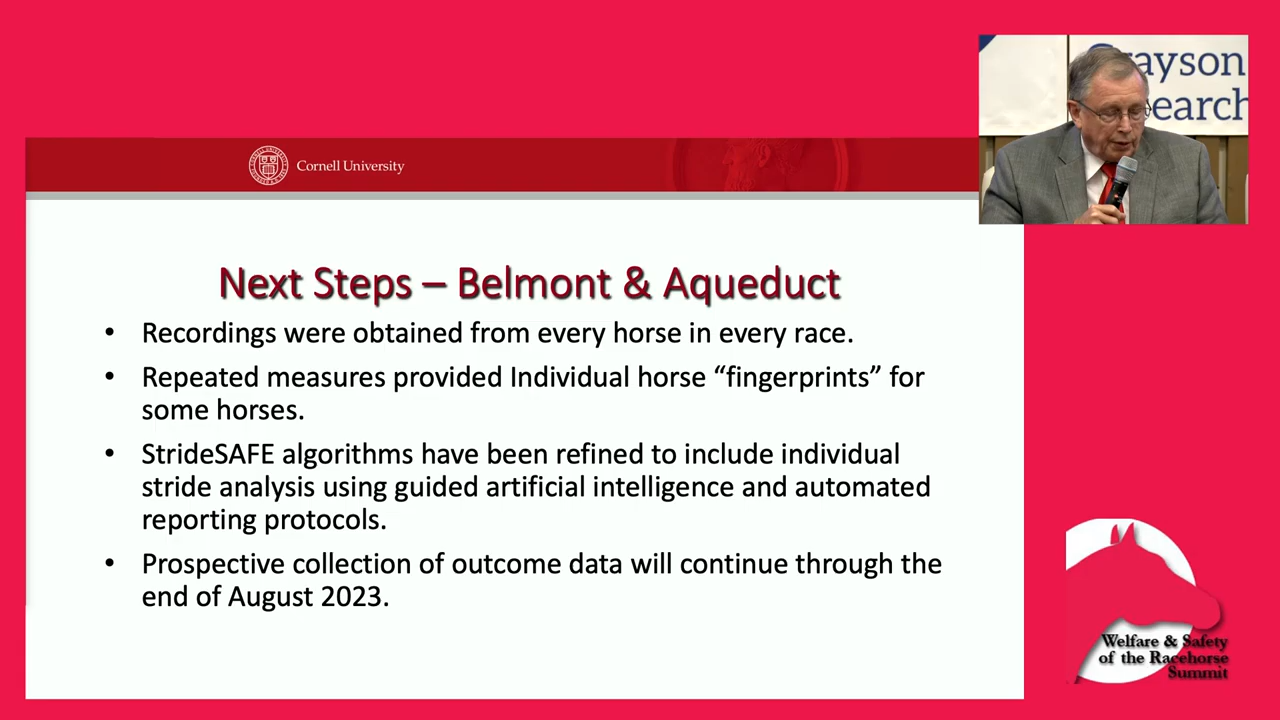 Grayson
search
Cornell University
Next Steps – Belmont & Aqueduct
• Recordings were obtained from every horse in every race.
• Repeated measures provided Individual horse “fingerprints” for
some horses.
• StrideSAFE algorithms have been refined to include individual
stride analysis using guided artificial intelligence and automated
reporting protocols.
• Prospective collection of outcome data will continue through the
end of August 2023.
Welfare & Safety
of the Racehorse
Summit